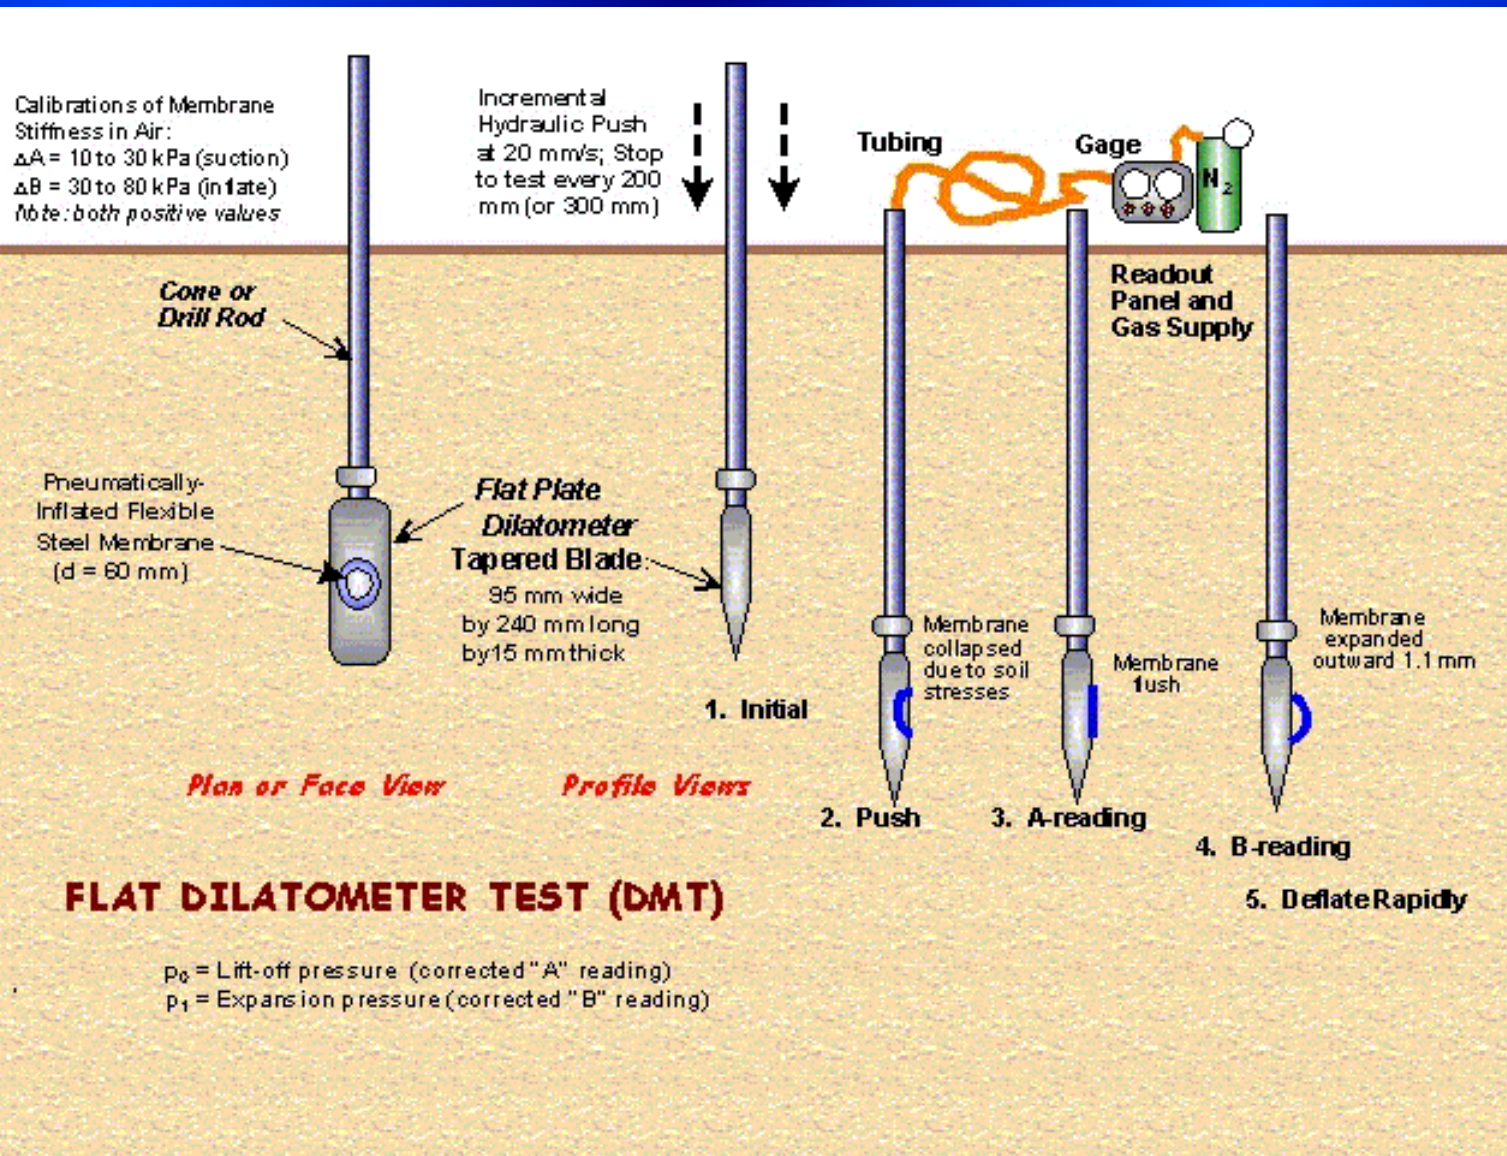 Calibrations of Membrane
Stiffness in Air:
ΔA = 10 to 30 kPa (suction)
ΔB = 30 to 80 kPa (inflate)
Note: both positive values
Incremental
Hydraulic Push
at 20 mm/s; Stop
to test every 200
mm (or 300 mm)
Tubing
Gage
N2
Readout
Panel and
Gas Supply
Cone or
Drill Rod
Pneumatically-
Inflated Flexible
Steel Membrane
(d = 60 mm)
Flat Plate
Dilatometer
Tapered Blade:
95 mm wide
by 240 mm long
by 15 mm thick
1. Initial
Membrane
collapsed
due to soil
stresses
Membrane
flush
Membrane
expanded
outward 1.1 mm
Plan or Face View
Profile Views
2. Push
3. A-reading
4. B-reading
5. Deflate Rapidly
FLAT DILATOMETER TEST (DMT)
p0 = Lift-off pressure (corrected "A" reading)
p1 = Expansion pressure (corrected "B" reading)